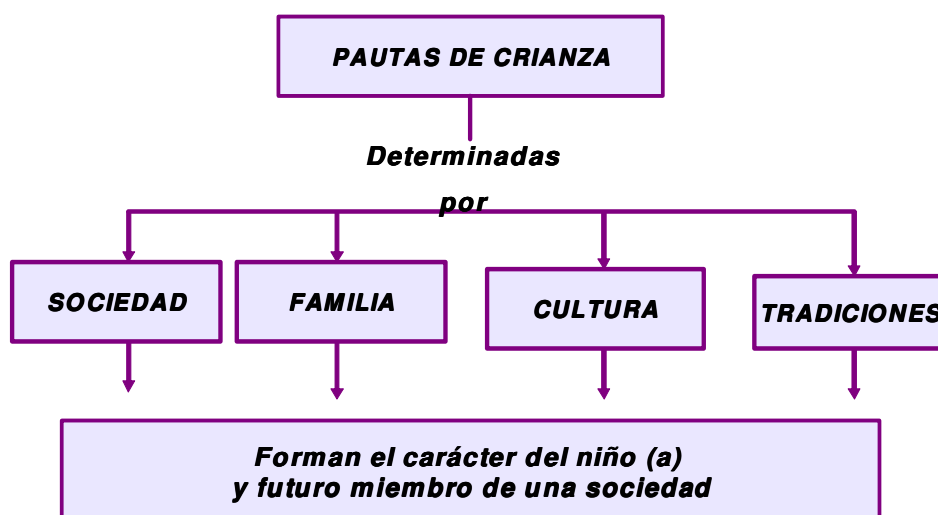 PAUTAS DE CRIANZA
Determinadas
por
SOCIEDAD
FAMILIA
CULTURA
TRADICIONES
Forman el carácter del niño (a)
y futuro miembro de una sociedad